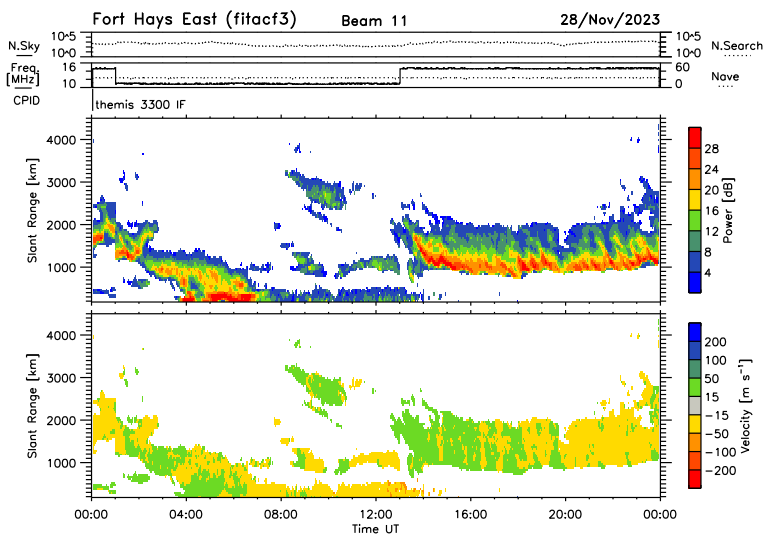 Fort Hays East (fitacf3) Beam 11 28/Nov/2023
10^5 10^5
N.Sky N.Search
10^0 10^0
Freq. 16 60
[MHz] Nave
10 0
CPID themis 3300 IF
4000
3000
2000
1000
Slant Range [km]
28
24
20
16
12
8
4
Power [dB]
4000
3000
2000
1000
Slant Range [km]
200
100
50
15
-15
-50
-100
-200
Velocity [m s^-1]
00:00 04:00 08:00 12:00 16:00 20:00 00:00
Time UT